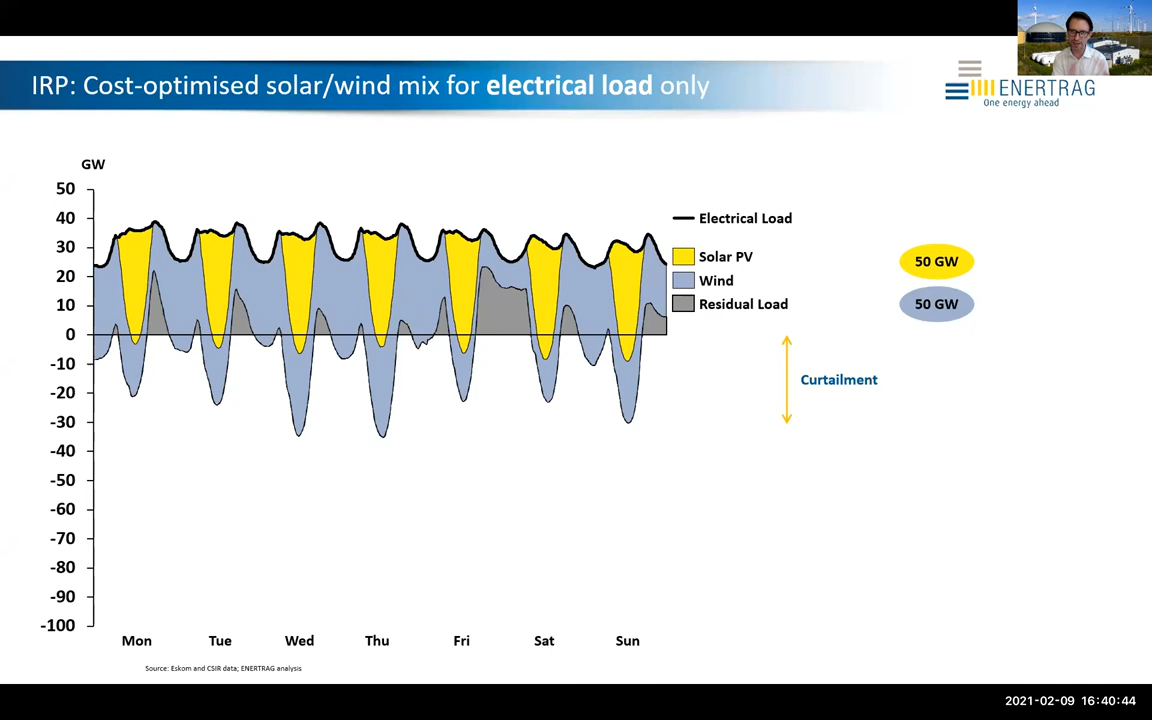 IRP: Cost-optimised solar/wind mix for electrical load only
ENERTRAG
One energy ahead
GW
50
40
30
20
10
0
-10
-20
-30
-40
-50
-60
-70
-80
-90
-100
Mon Tue Wed Thu Fri Sat Sun
Electrical Load
Solar PV
50 GW
Wind
Residual Load
50 GW
Curtailment
Source: Eskom and CSIR data; ENERTRAG analysis
2021-02-09 16:40:44